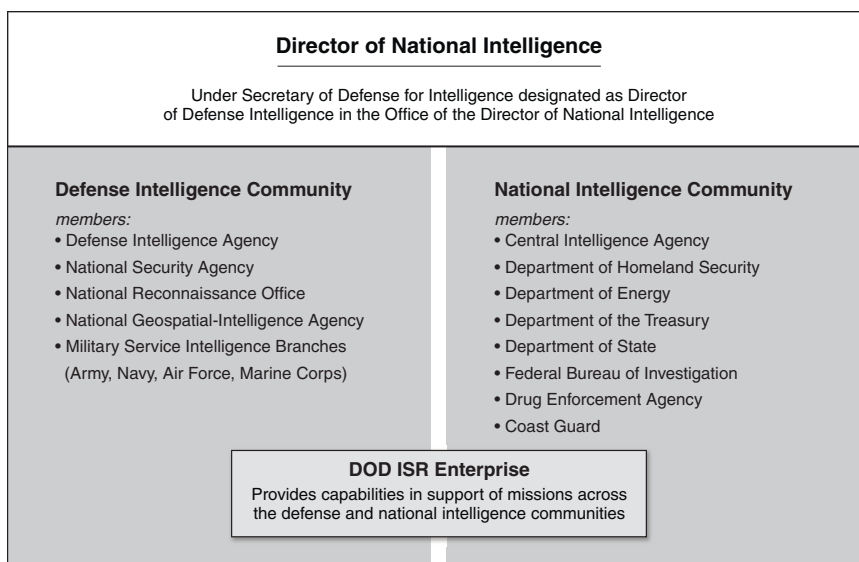 Director of National Intelligence
Under Secretary of Defense for Intelligence designated as Director
of Defense Intelligence in the Office of the Director of National Intelligence
Defense Intelligence Community
members:
• Defense Intelligence Agency
• National Security Agency
• National Reconnaissance Office
• National Geospatial-Intelligence Agency
• Military Service Intelligence Branches
(Army, Navy, Air Force, Marine Corps)
National Intelligence Community
members:
• Central Intelligence Agency
• Department of Homeland Security
• Department of Energy
• Department of the Treasury
• Department of State
• Federal Bureau of Investigation
• Drug Enforcement Agency
• Coast Guard
DOD ISR Enterprise
Provides capabilities in support of missions across
the defense and national intelligence communities